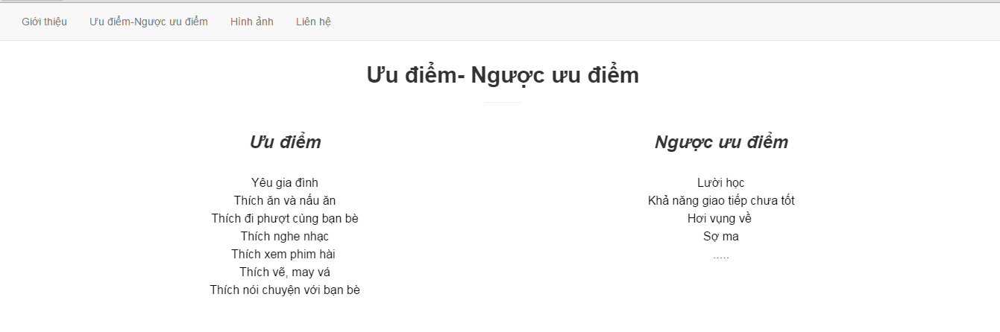 Giới thiệu Ưu điểm-Ngược ưu điểm Hình ảnh Liên hệ
Ưu điểm- Ngược ưu điểm
Ưu điểm
Yêu gia đình
Thích ăn và nấu ăn
Thích đi phượt cùng bạn bè
Thích nghe nhạc
Thích xem phim hài
Thích vẽ, may vá
Thích nói chuyện với bạn bè
Ngược ưu điểm
Lười học
Khả năng giao tiếp chưa tốt
Hơi vụng về
Sợ ma
.....